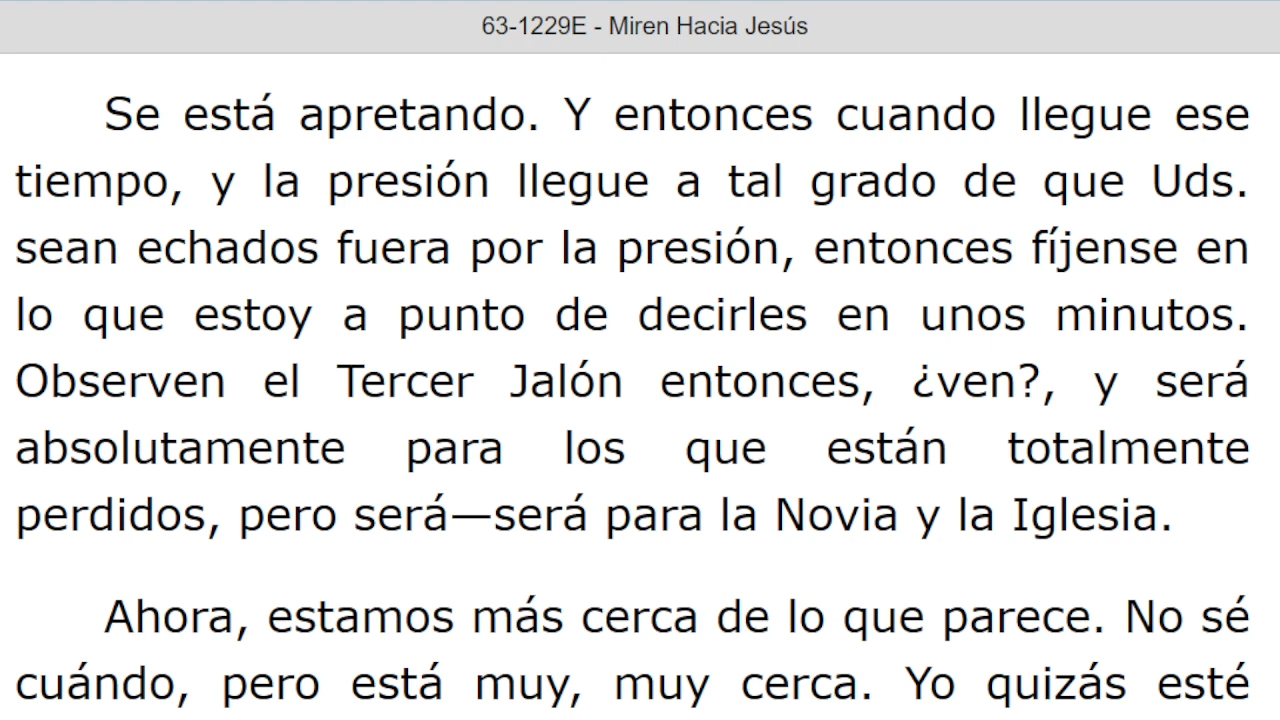 63-1229E - Miren Hacia Jesús
Se está apretando. Y entonces cuando llegue ese
tiempo, y la presión llegue a tal grado de que Uds.
sean echados fuera por la presión, entonces fíjense en
lo que estoy a punto de decirles en unos minutos.
Observen el Tercer Jalón entonces, ¿ven?, y será
absolutamente para los que están totalmente
perdidos, pero será—será para la Novia y la Iglesia.
Ahora, estamos más cerca de lo que parece. No sé
cuándo, pero está muy, muy cerca. Yo quizás esté